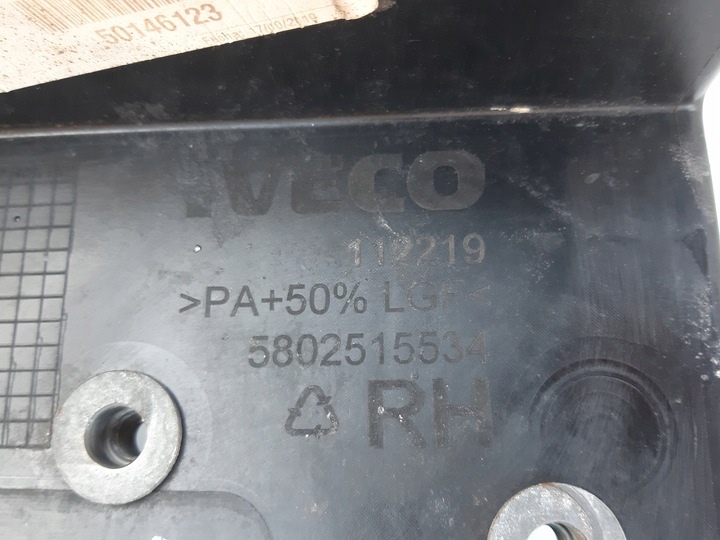 50146123
IVECO
112219
>PA+50% LGF<
5802515534
RH